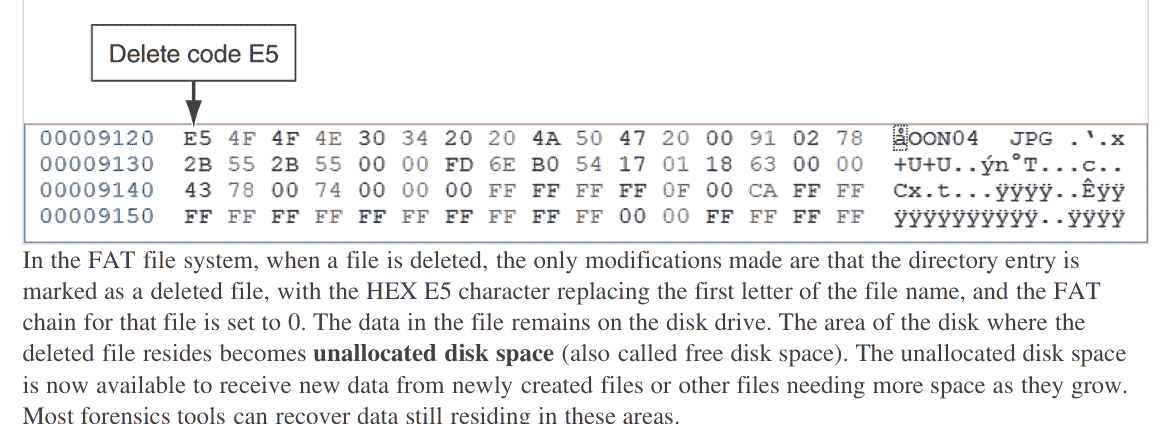 Delete code E5
00009120 E5 4F 4F 4E 30 34 20 20 4A 50 47 20 00 91 02 78 åOON04 JPG .‘.x
00009130 2B 55 2B 55 00 00 FD 6E B0 54 17 01 18 63 00 00 +U+U..ýn°T...c..
00009140 43 78 00 74 00 00 00 FF FF FF FF 0F 00 CA FF FF Cx.t...ÿÿÿÿ..Êÿÿ
00009150 FF FF FF FF FF FF FF FF FF FF 00 00 FF FF FF FF ÿÿÿÿÿÿÿÿÿÿ..ÿÿÿÿ
In the FAT file system, when a file is deleted, the only modifications made are that the directory entry is
marked as a deleted file, with the HEX E5 character replacing the first letter of the file name, and the FAT
chain for that file is set to 0. The data in the file remains on the disk drive. The area of the disk where the
deleted file resides becomes unallocated disk space (also called free disk space). The unallocated disk space
is now available to receive new data from newly created files or other files needing more space as they grow.
Most forensics tools can recover data still residing in these areas.